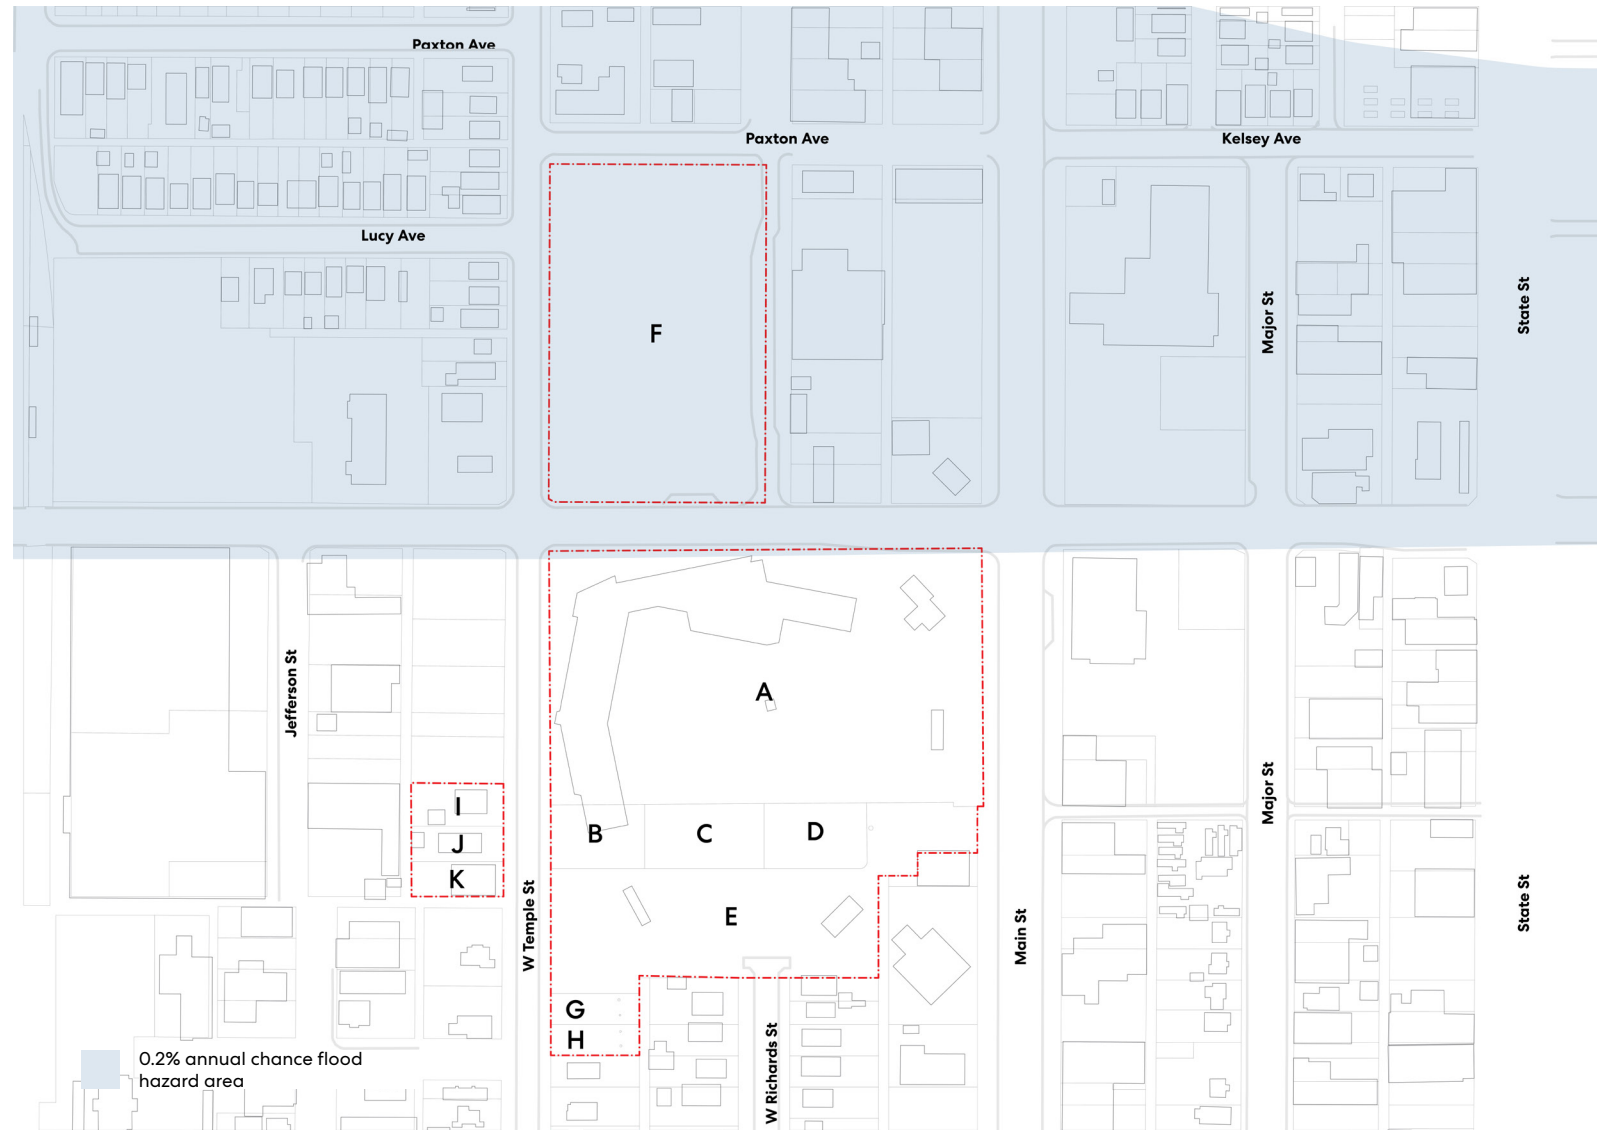 Paxton Ave
Paxton Ave
Kelsey Ave
Lucy Ave
F
Major St
State St
Jefferson St
A
I
B
C
D
J
K
Major St
E
W Temple St
Main St
State St
G
H
W Richards St
0.2% annual chance flood
hazard area